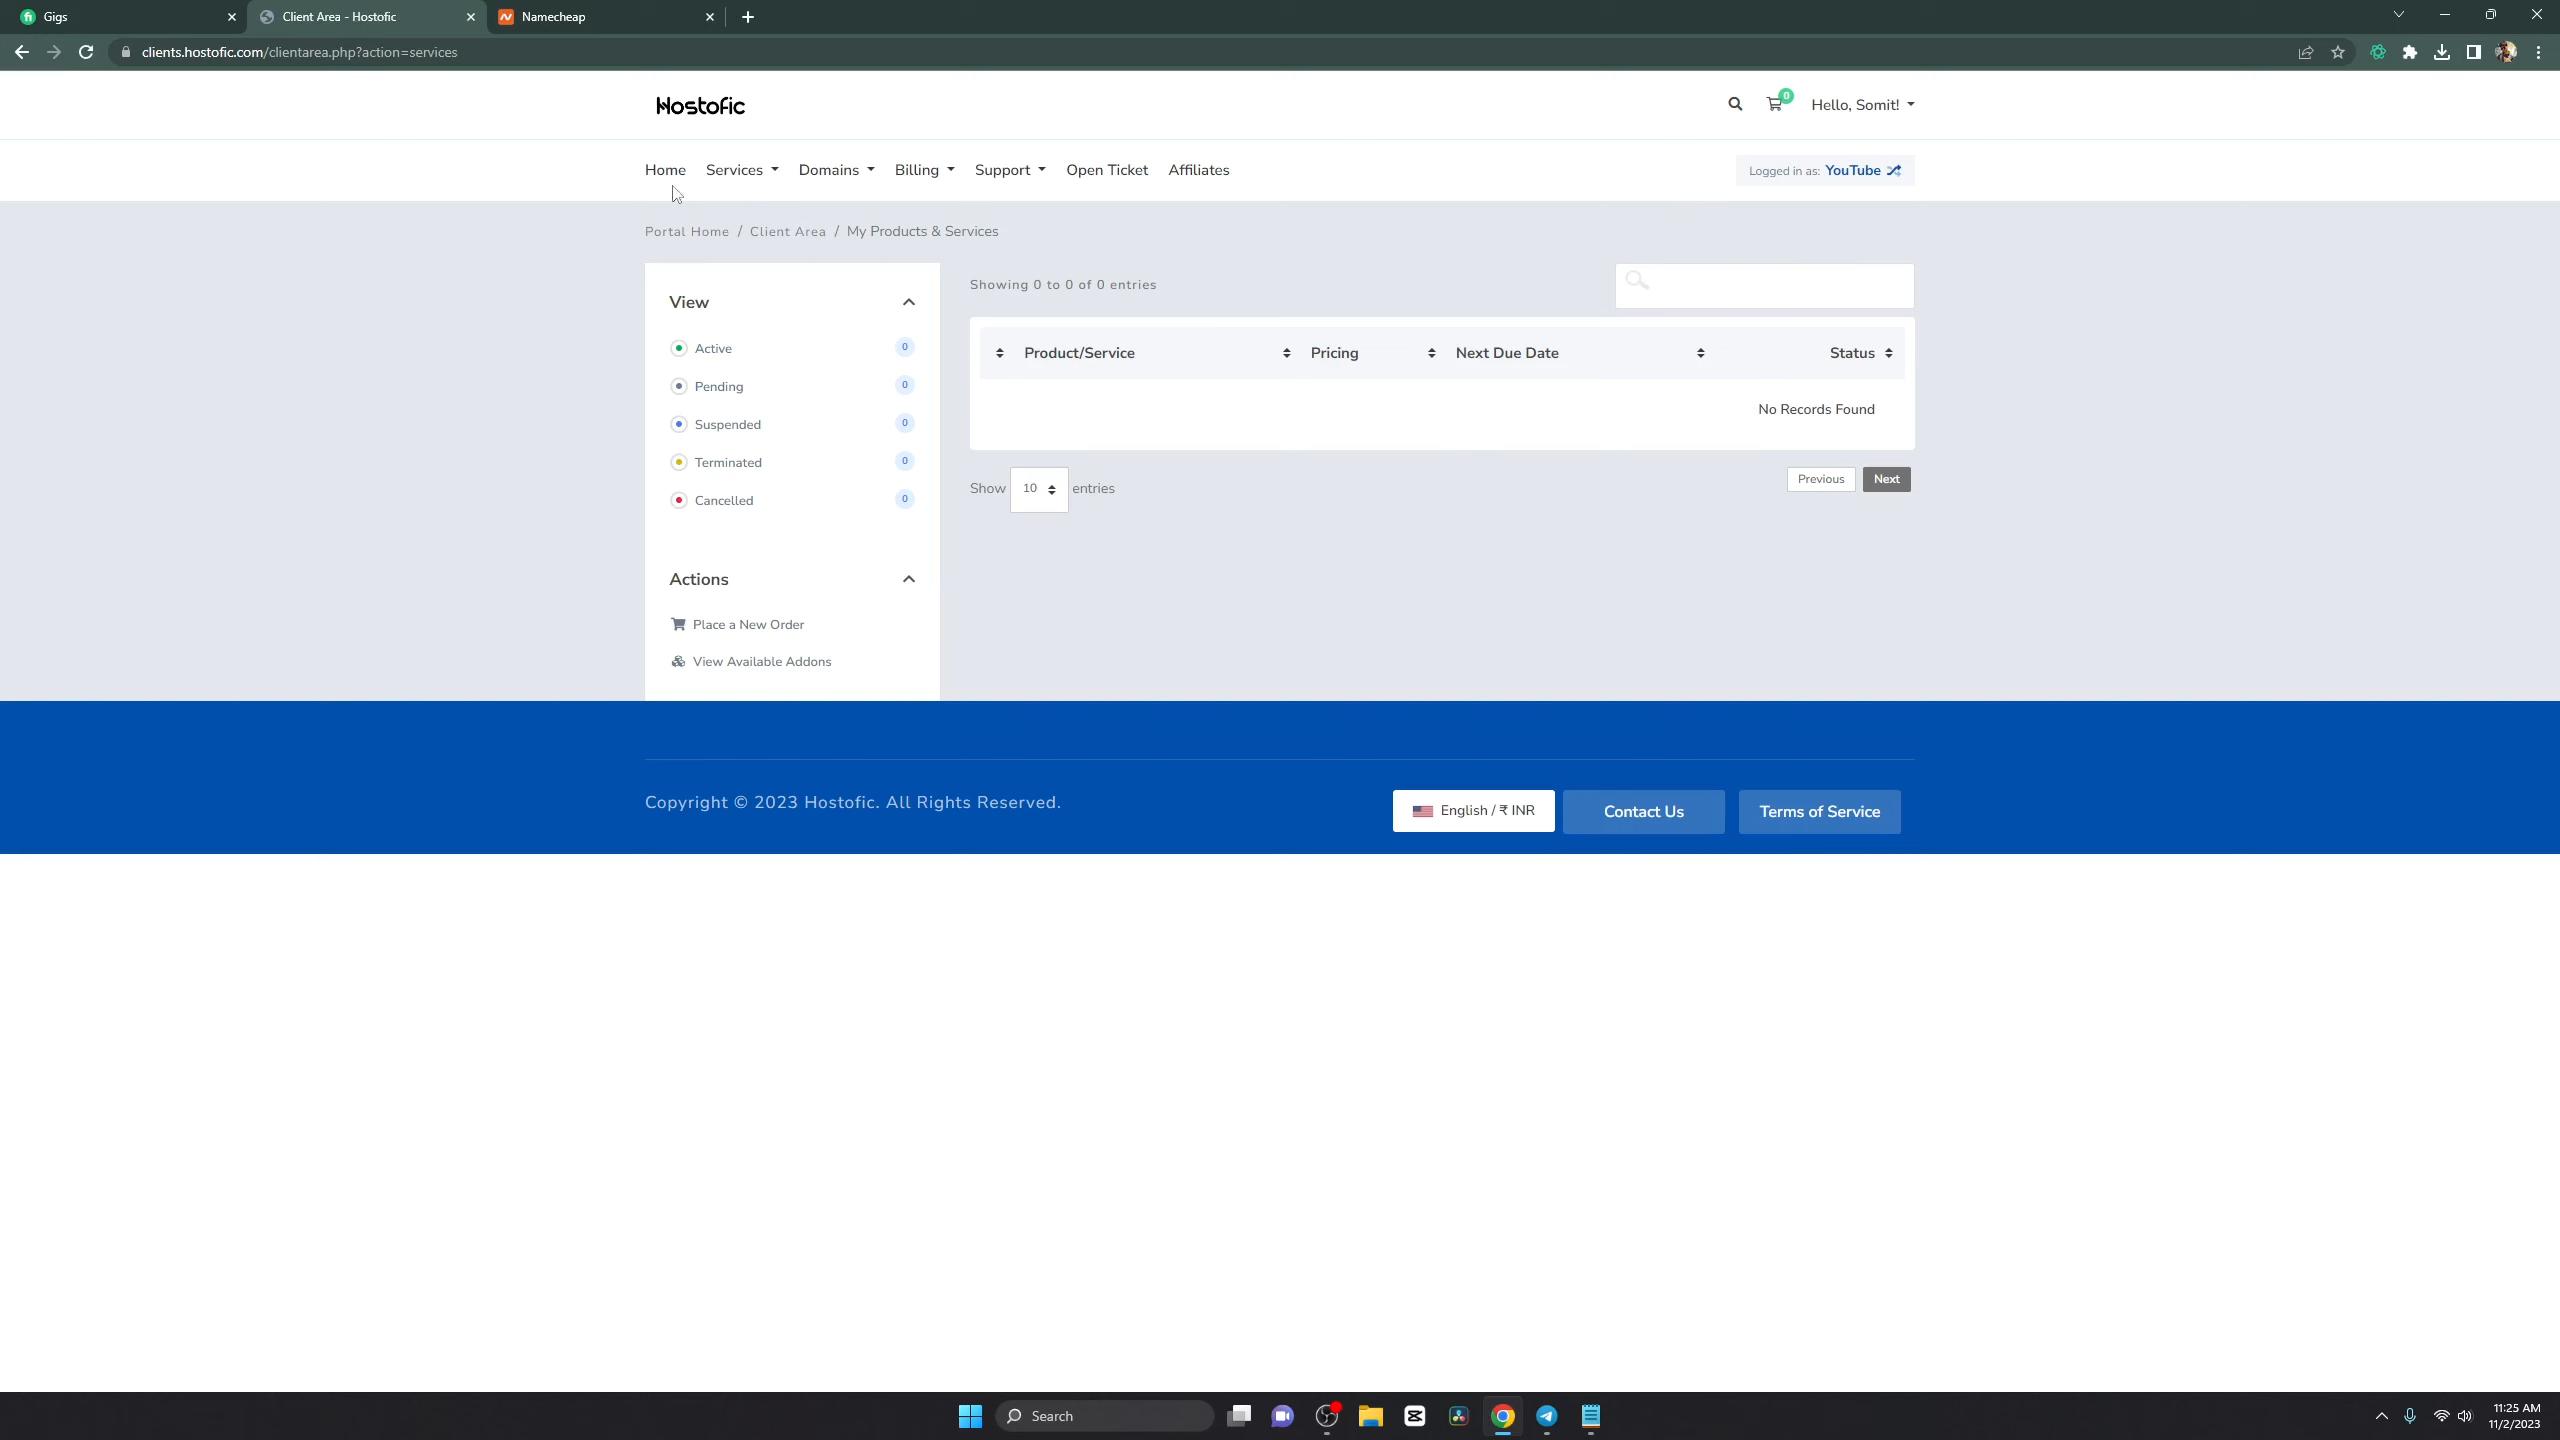 Gigs
Client Area - Hostofic
Namecheap
clients.hostofic.com/clientarea.php?action=services
Hostofic
0
Hello, Somit!
Home
Services
Domains
Billing
Support
Open Ticket
Affiliates
Logged in as: YouTube
Portal Home / Client Area / My Products & Services
View
Active 0
Pending 0
Suspended 0
Terminated 0
Cancelled 0
Actions
Place a New Order
View Available Addons
Showing 0 to 0 of 0 entries
Product/Service
Pricing
Next Due Date
Status
No Records Found
Show 10 entries
Previous
Next
Copyright © 2023 Hostofic. All Rights Reserved.
English / ₹ INR
Contact Us
Terms of Service
Search
11:25 AM
11/2/2023